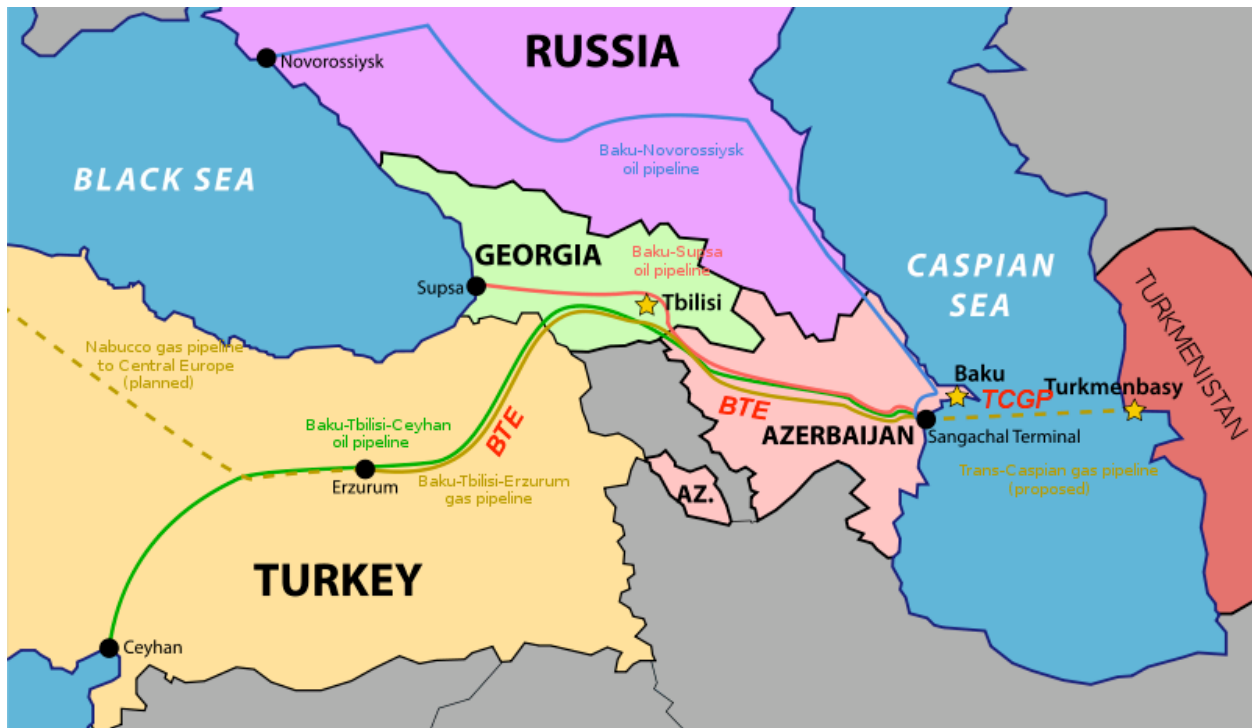 RUSSIA
Novorossiysk
Baku-Novorossiysk
oil pipeline
BLACK SEA
GEORGIA
Baku-Supsa
oil pipeline
CASPIAN
SEA
Supsa
Tbilisi
TURKMENISTAN
Nabucco gas pipeline
to Central Europe
(planned)
Baku
TCGP
Turkmenbasy
BTE
AZERBAIJAN
Sangachal Terminal
Baku-Tbilisi-Ceyhan
oil pipeline
BTE
Erzurum
Baku-Tbilisi-Erzurum
gas pipeline
Trans-Caspian gas pipeline
(proposed)
AZ.
TURKEY
Ceyhan